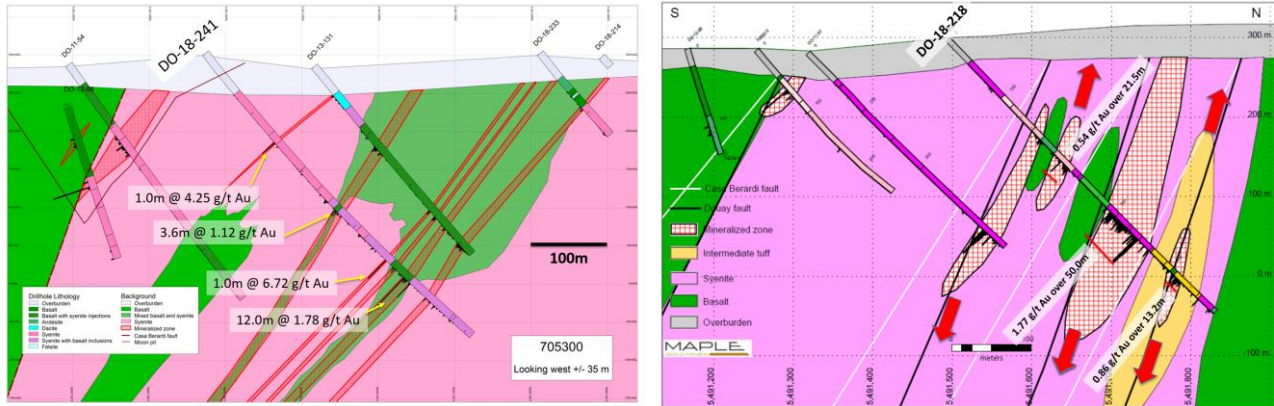 DO-11-54
DO-18-241
DO-13-131
DO-18-233
DO-18-214
1.0m @ 4.25 g/t Au
3.6m @ 1.12 g/t Au
1.0m @ 6.72 g/t Au
12.0m @ 1.78 g/t Au
100m
Drillhole Lithology
Overburden
Basalt
Basalt with syenite injections
Andesite
Dacite
Syenite
Syenite with basalt inclusions
Felsite
Background
Overburden
Basalt
Mixed basalt and syenite
Syenite
Mineralized zone
Casa Berardi fault
Micon pit
705300
Looking west +/- 35 m
S
N
DO-18-218
300 m
200 m
100 m
0 m
-100 m
0.54 g/t Au over 21.5m
1.77 g/t Au over 50.0m
0.86 g/t Au over 13.2m
Casa Berardi fault
Douay fault
Mineralized zone
Intermediate tuff
Syenite
Basalt
Overburden
MAPLE
meters
5,491,200
5,491,300
5,491,400
5,491,500
5,491,600
5,491,700
5,491,800